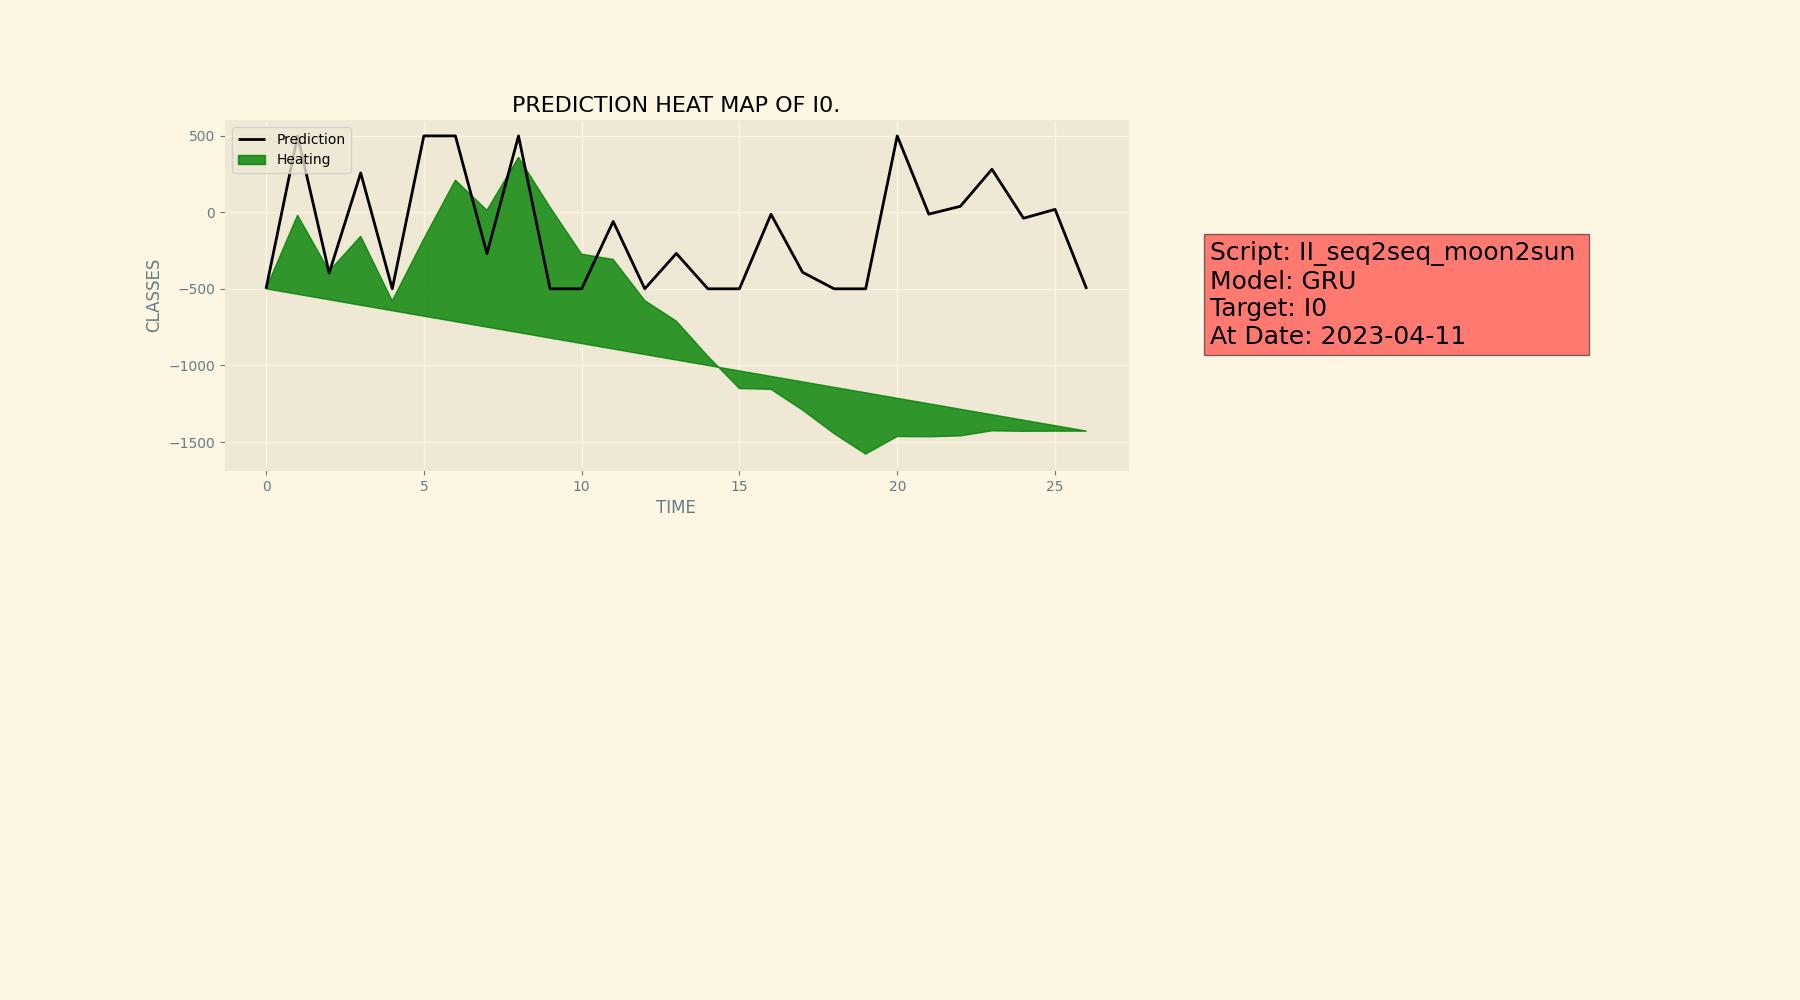 PREDICTION HEAT MAP OF I0.
Prediction
Heating
500
0
−500
−1000
−1500
CLASSES
0 5 10 15 20 25
TIME
Script: II_seq2seq_moon2sun
Model: GRU
Target: I0
At Date: 2023-04-11